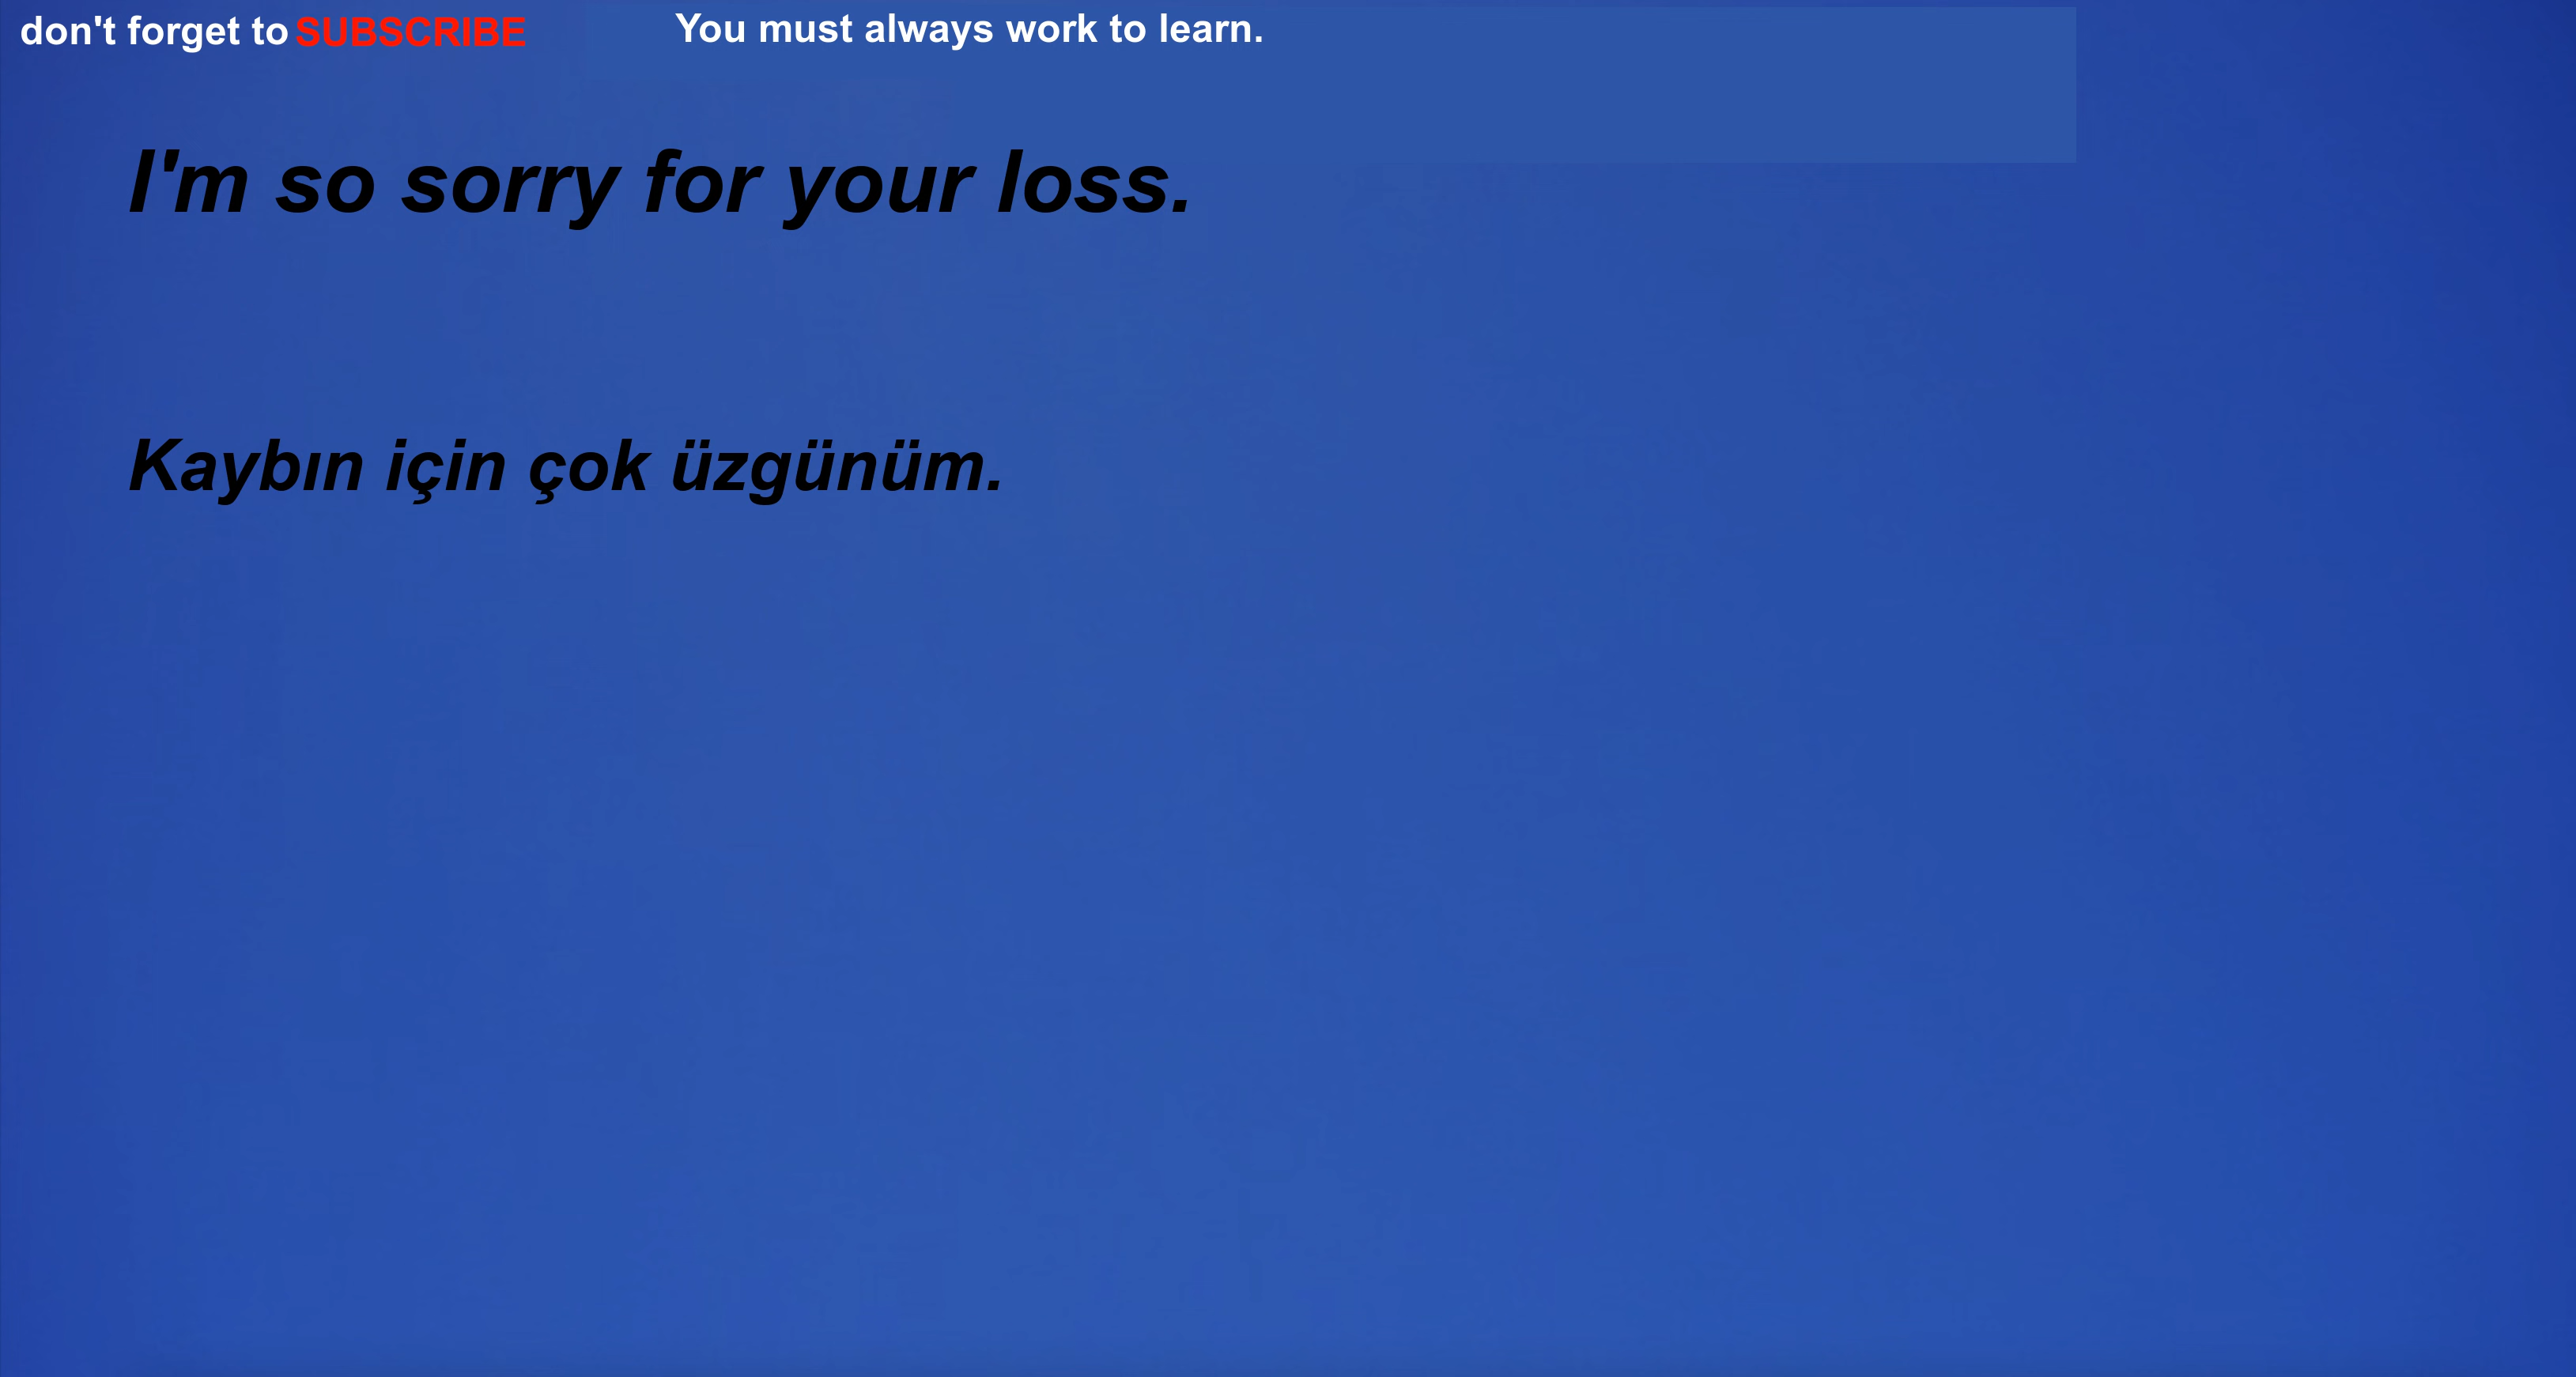 don't forget to SUBSCRIBE
You must always work to learn.
I'm so sorry for your loss.
Kaybın için çok üzgünüm.